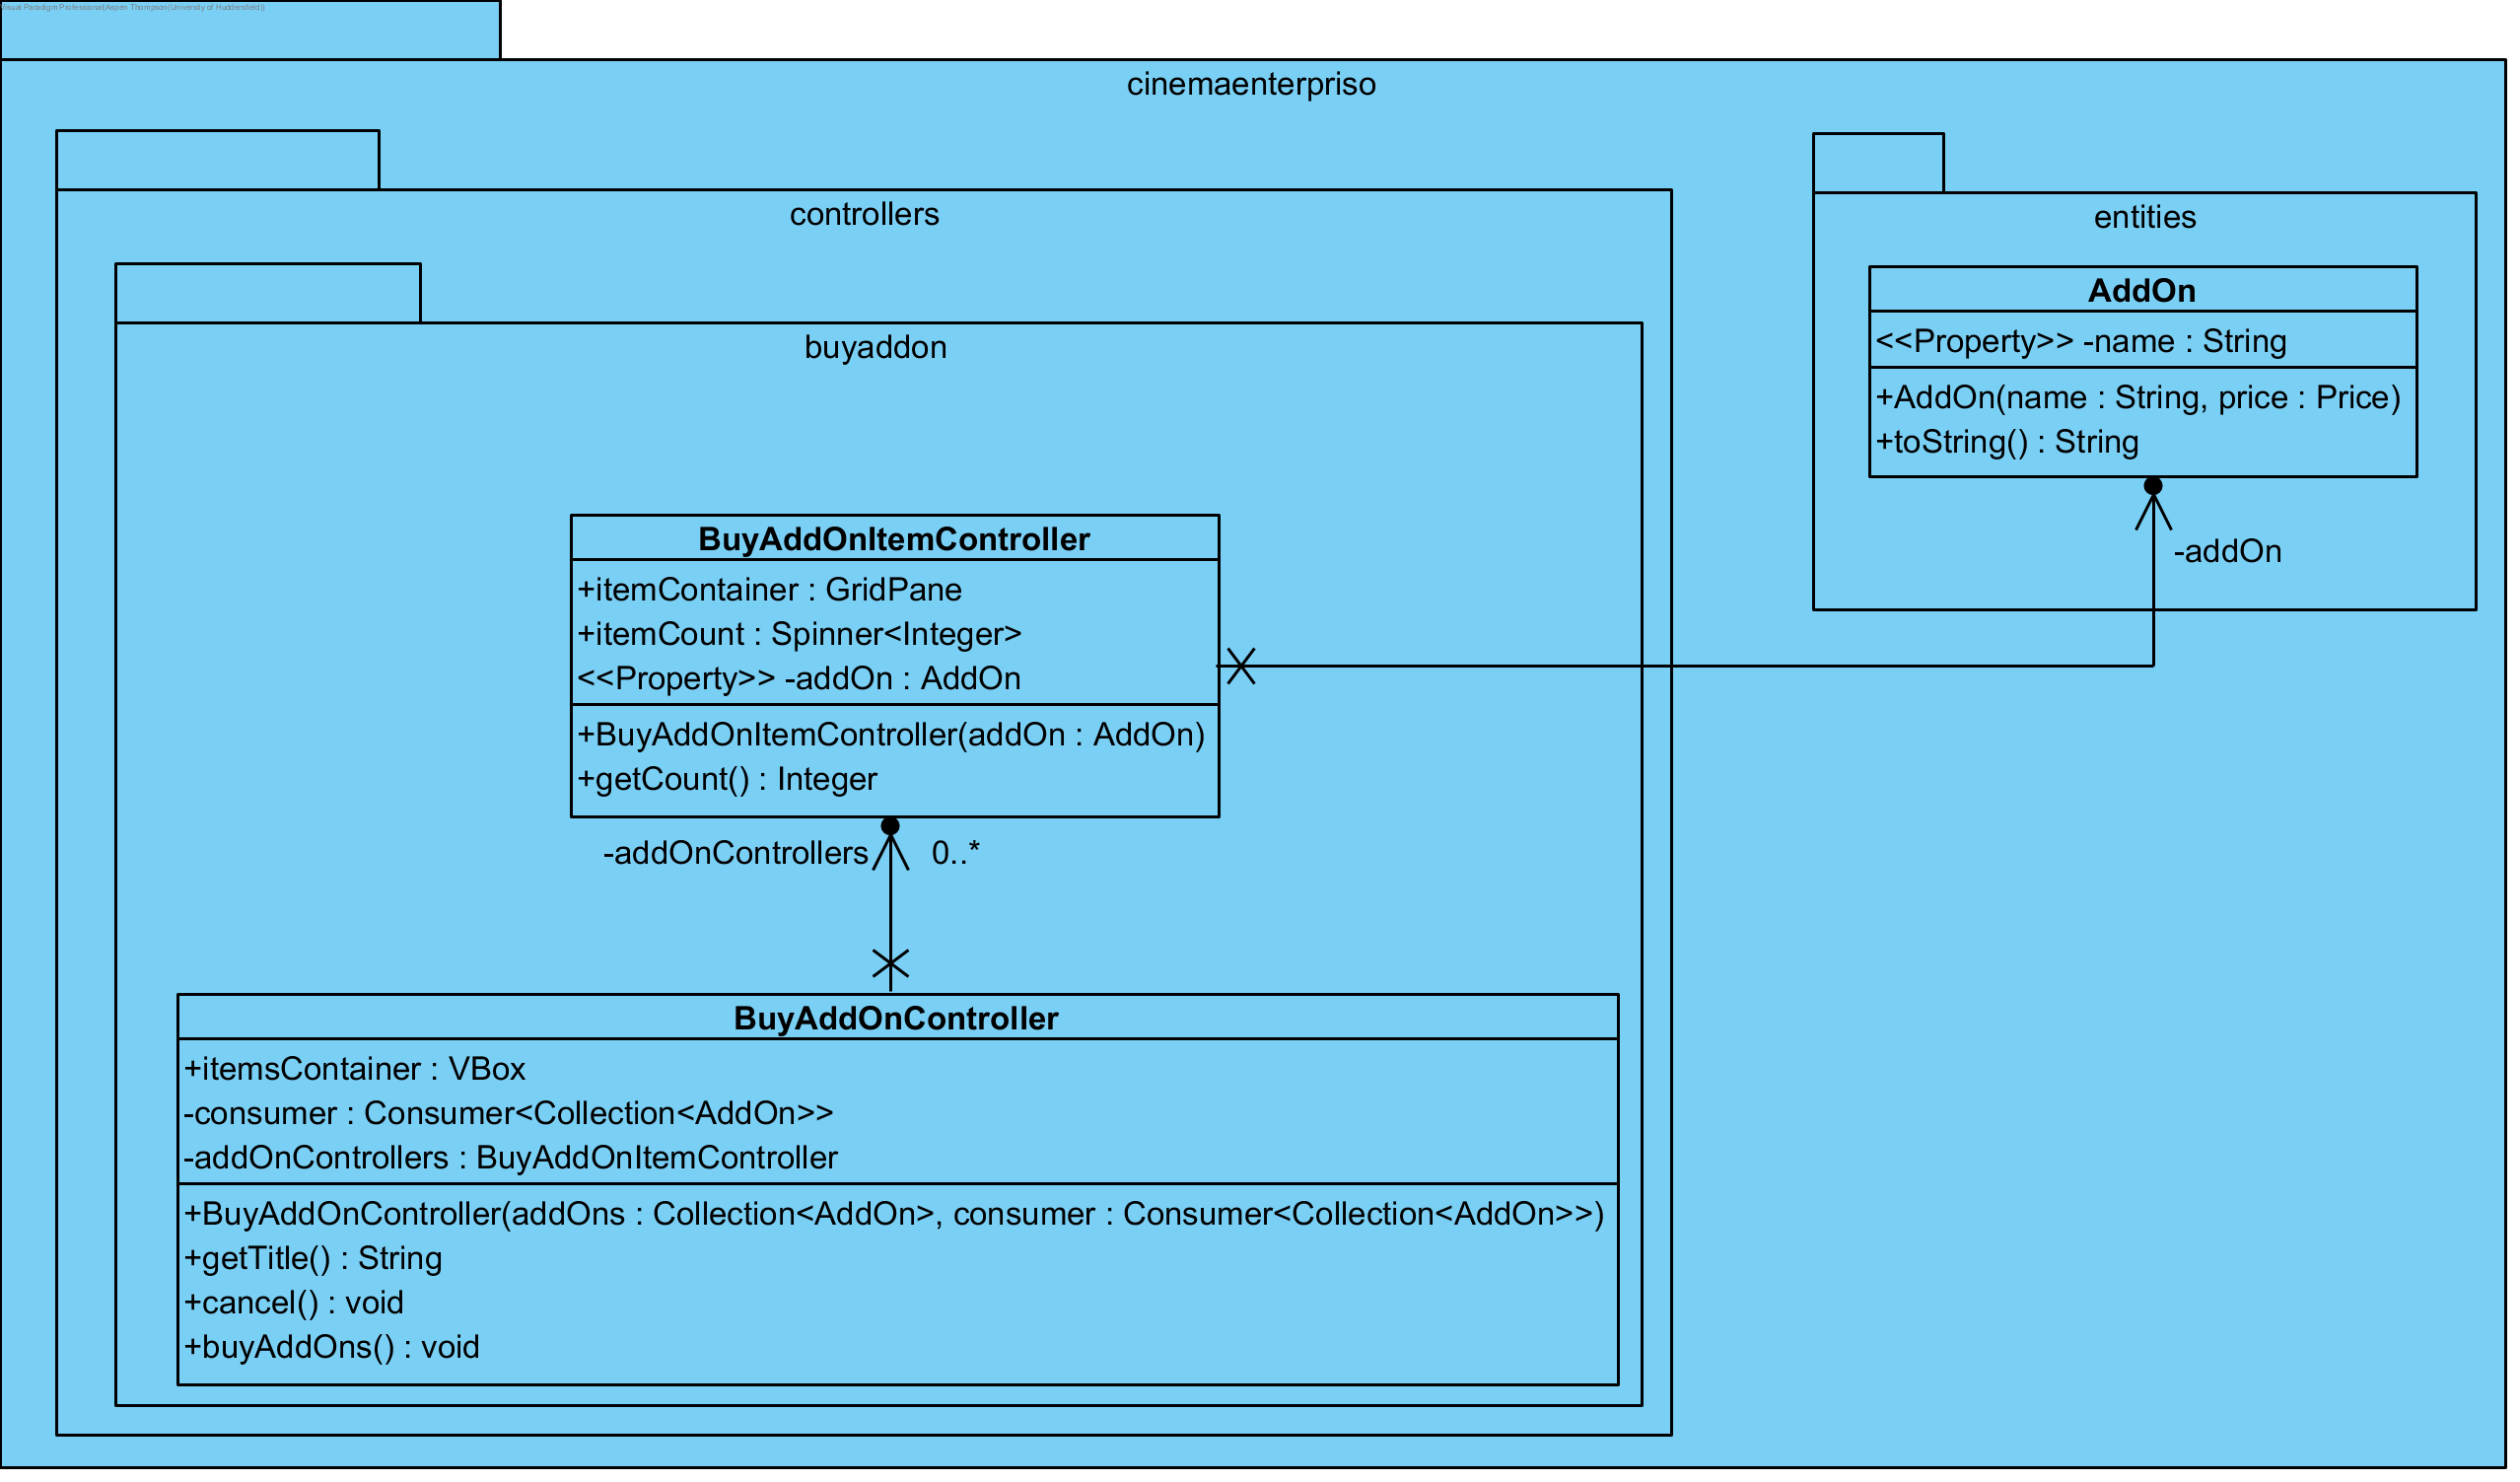 Visual Paradigm Professional(Aspen Thompson(University of Huddersfield))
cinemaenterpriso
controllers
buyaddon
BuyAddOnItemController
+itemContainer : GridPane
+itemCount : Spinner<Integer>
<<Property>> -addOn : AddOn
+BuyAddOnItemController(addOn : AddOn)
+getCount() : Integer
-addOnControllers
0..*
BuyAddOnController
+itemsContainer : VBox
-consumer : Consumer<Collection<AddOn>>
-addOnControllers : BuyAddOnItemController
+BuyAddOnController(addOns : Collection<AddOn>, consumer : Consumer<Collection<AddOn>>)
+getTitle() : String
+cancel() : void
+buyAddOns() : void
entities
AddOn
<<Property>> -name : String
+AddOn(name : String, price : Price)
+toString() : String
-addOn